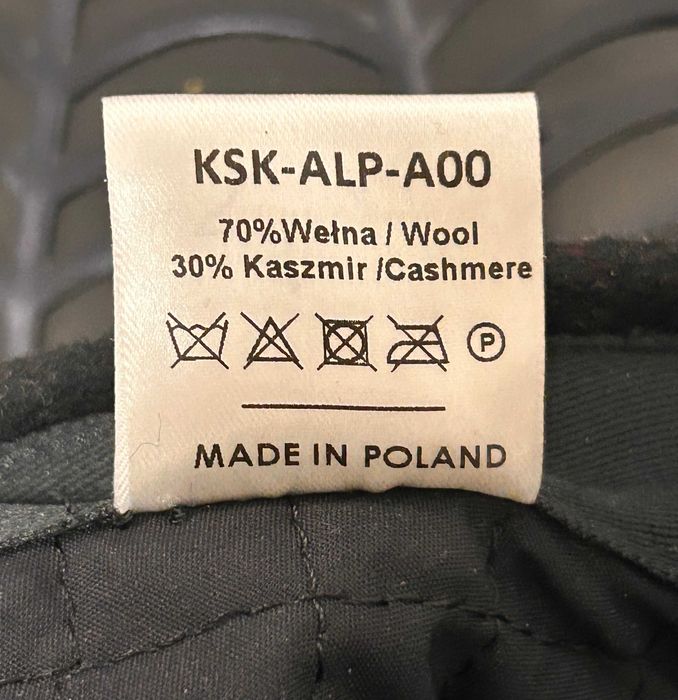 KSK-ALP-A00
70%Wełna / Wool
30% Kaszmir /Cashmere
P
MADE IN POLAND